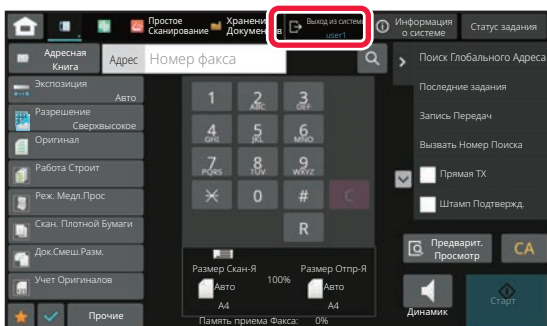 Простое
Сканирование
Хранени
Документов
Выход из системы
user1
Информация
о системе
Статус задания
Адресная
Книга
Адрес
Номер факса
Экспозиция
Авто
Разрешение
Сверхвысокое
Оригинал
Работа Строит
Реж. Медл.Прос
Скан. Плотной Бумаги
Док.Смеш.Разм.
Учет Оригиналов
Прочие
1
2
ABC
3
DEF
4
GHI
5
JKL
6
MNO
7
PQRS
8
TUV
9
WXYZ
0
#
C
R
Размер Скан-Я
100%
Размер Отпр-Я
Авто
Авто
A4
A4
Память приема Факса: 0%
Поиск Глобального Адреса
Последние задания
Запись Передач
Вызвать Номер Поиска
Прямая TX
Штамп Подтвержд.
Предварит.
Просмотр
CA
Динамик
Старт